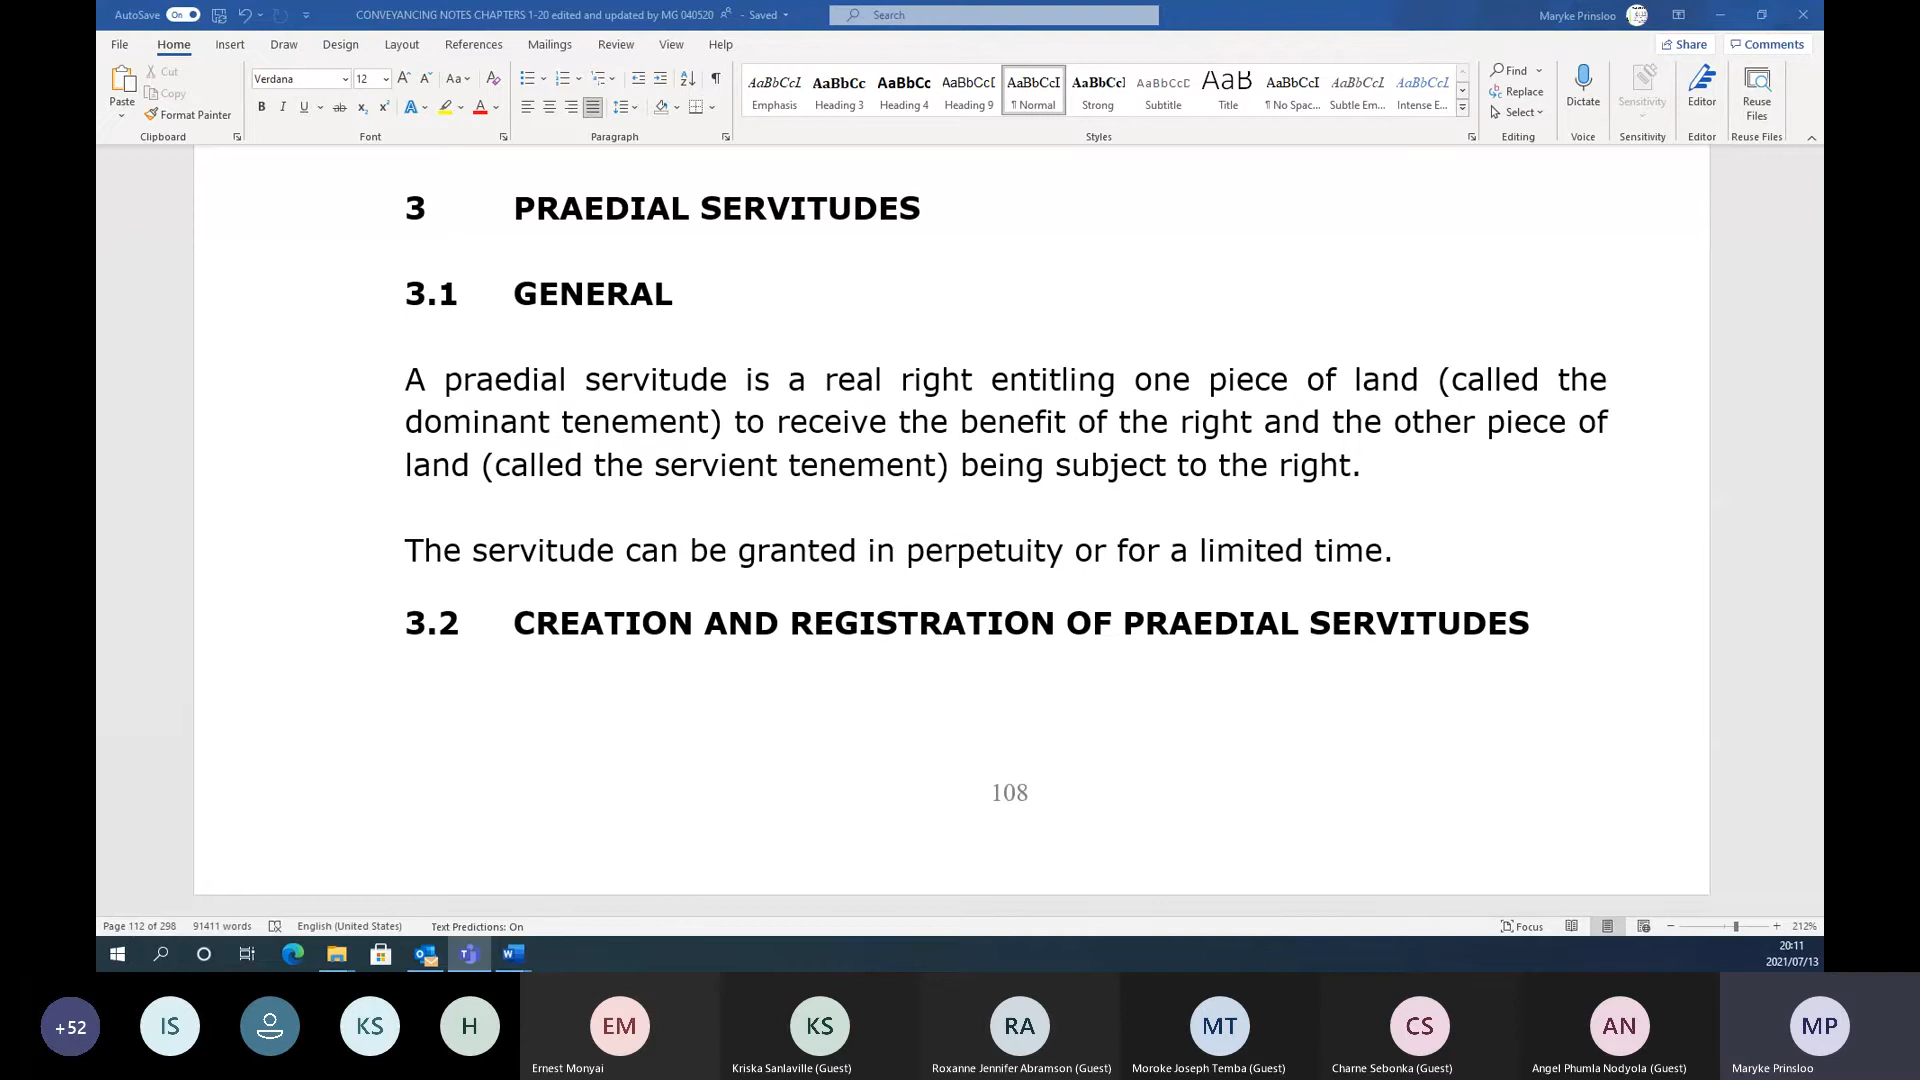 AutoSave On CONVEYANCING NOTES CHAPTERS 1-20 edited and updated by MG 040520 - Saved Search Maryke Prinsloo
File Home Insert Draw Design Layout References Mailings Review View Help Share Comments
Paste Cut Copy Format Painter
Clipboard
Verdana 12
Font
Paragraph
AaBbCcI AaBbCc AaBbCc AaBbCcI AaBbCcI AaBbCcI AaBbCcD AaB AaBbCcI AaBbCcI AaBbCcI
Emphasis Heading 3 Heading 4 Heading 9 ¶ Normal Strong Subtitle Title ¶ No Spac... Subtle Em... Intense E...
Styles
Find
Replace
Select
Editing
Dictate
Voice
Sensitivity
Sensitivity
Editor
Editor
Reuse Files
Reuse Files
3 PRAEDIAL SERVITUDES
3.1 GENERAL
A praedial servitude is a real right entitling one piece of land (called the
dominant tenement) to receive the benefit of the right and the other piece of
land (called the servient tenement) being subject to the right.
The servitude can be granted in perpetuity or for a limited time.
3.2 CREATION AND REGISTRATION OF PRAEDIAL SERVITUDES
108
Page 112 of 298 91411 words English (United States) Text Predictions: On Focus 212%
20:11
2021/07/13
+52 IS KS H EM KS RA MT CS AN MP
Ernest Monyai Kriska Sanlaville (Guest) Roxanne Jennifer Abramson (Guest) Moroke Joseph Temba (Guest) Charne Sebonka (Guest) Angel Phumla Nodyola (Guest) Maryke Prinsloo